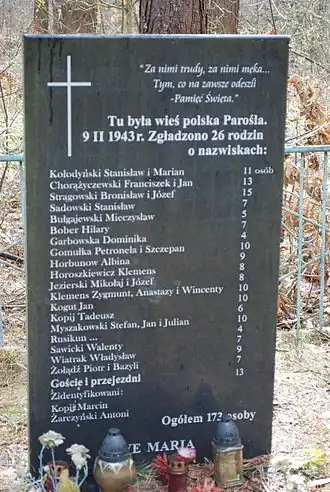 "Za nimi trudy, za nimi męka...
Tym, co na zawsze odeszli
-Pamięć Święta."
Tu była wieś polska Parośla.
9 II 1943 r. Zgładzono 26 rodzin
o nazwiskach:
Kołodyński Stanisław i Marian 11 osób
Chorążyczewski Franciszek i Jan 13
Strągowski Bronisław i Józef 15
Sadowski Stanisław 7
Bułgajewski Mieczysław 5
Bober Hilary 7
Garbowska Dominika 4
Gomułka Petronela i Szczepan 10
Horbunow Albina 9
Horoszkiewicz Klemens 8
Jezierski Mikołaj i Józef 8
Klemens Zygmunt, Anastazy i Wincenty 10
Kogut Jan 10
Kopij Tadeusz 6
Myszakowski Stefan, Jan i Julian 10
Rusikun ... 4
Sawicki Walenty 7
Wiatrak Władysław 9
Żołądź Piotr i Bazyli 7
Goście i przejezdni 13
Zidentyfikowani:
Kopij Marcin
Żarczyński Antoni
Ogółem 173 osoby
VE MARIA